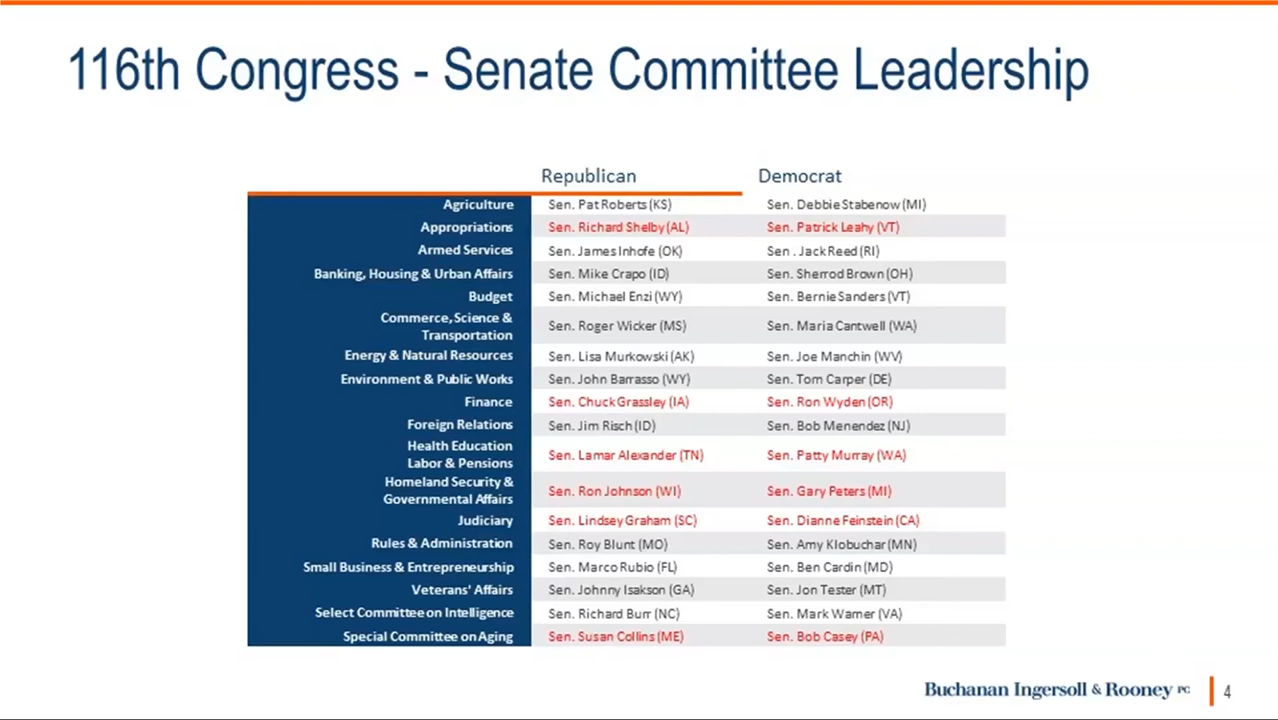 116th Congress - Senate Committee Leadership
Republican Democrat
Agriculture Sen. Pat Roberts (KS) Sen. Debbie Stabenow (MI)
Appropriations Sen. Richard Shelby (AL) Sen. Patrick Leahy (VT)
Armed Services Sen. James Inhofe (OK) Sen . Jack Reed (RI)
Banking, Housing & Urban Affairs Sen. Mike Crapo (ID) Sen. Sherrod Brown (OH)
Budget Sen. Michael Enzi (WY) Sen. Bernie Sanders (VT)
Commerce, Science &
Transportation Sen. Roger Wicker (MS) Sen. Maria Cantwell (WA)
Energy & Natural Resources Sen. Lisa Murkowski (AK) Sen. Joe Manchin (WV)
Environment & Public Works Sen. John Barrasso (WY) Sen. Tom Carper (DE)
Finance Sen. Chuck Grassley (IA) Sen. Ron Wyden (OR)
Foreign Relations Sen. Jim Risch (ID) Sen. Bob Menendez (NJ)
Health Education
Labor & Pensions Sen. Lamar Alexander (TN) Sen. Patty Murray (WA)
Homeland Security &
Governmental Affairs Sen. Ron Johnson (WI) Sen. Gary Peters (MI)
Judiciary Sen. Lindsey Graham (SC) Sen. Dianne Feinstein (CA)
Rules & Administration Sen. Roy Blunt (MO) Sen. Amy Klobuchar (MN)
Small Business & Entrepreneurship Sen. Marco Rubio (FL) Sen. Ben Cardin (MD)
Veterans' Affairs Sen. Johnny Isakson (GA) Sen. Jon Tester (MT)
Select Committee on Intelligence Sen. Richard Burr (NC) Sen. Mark Warner (VA)
Special Committee on Aging Sen. Susan Collins (ME) Sen. Bob Casey (PA)
Buchanan Ingersoll & Rooney PC 4